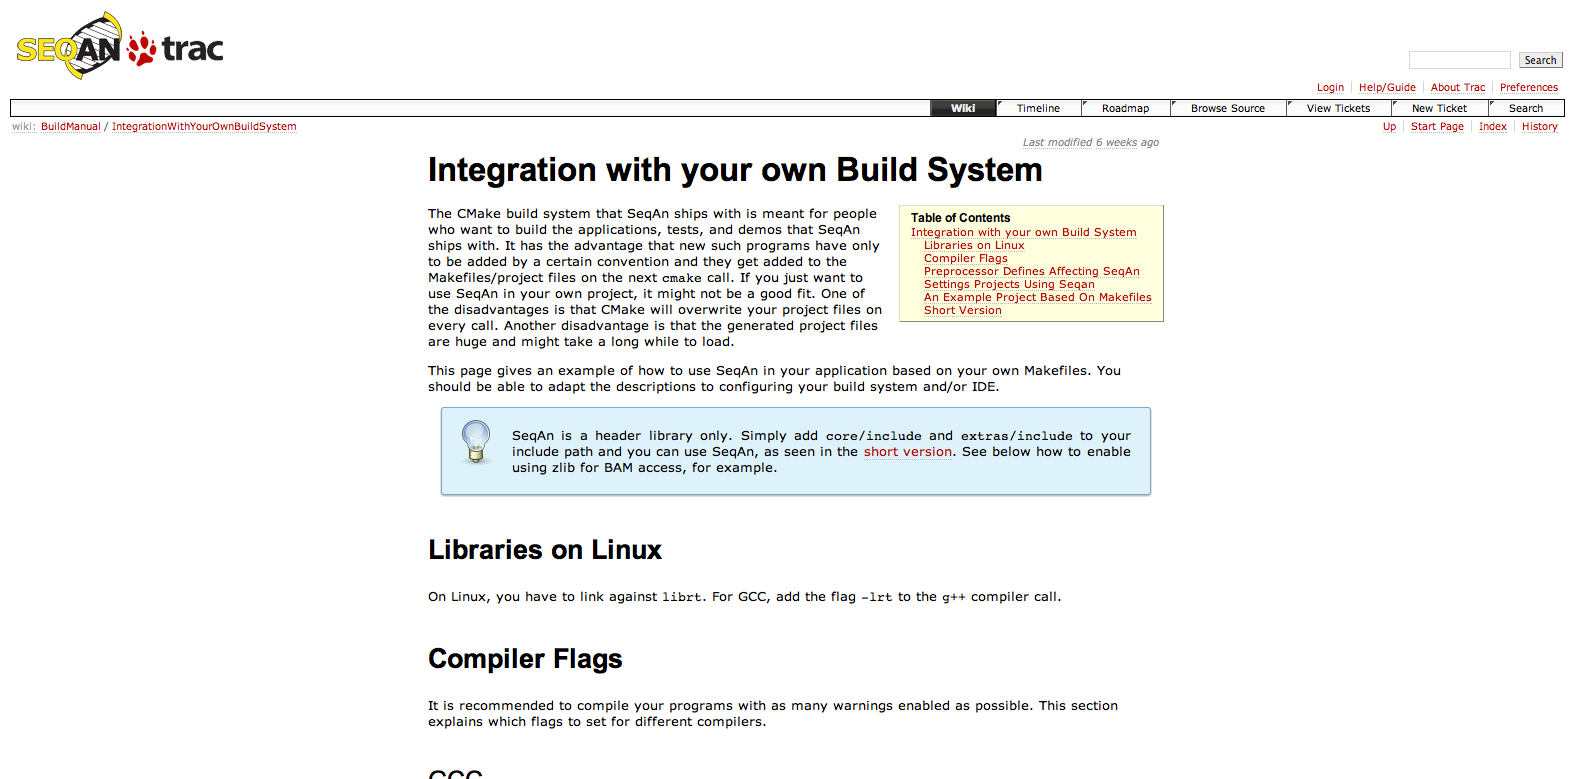 SEQAN trac
Search
Login Help/Guide About Trac Preferences
Wiki Timeline Roadmap Browse Source View Tickets New Ticket Search
wiki: BuildManual / IntegrationWithYourOwnBuildSystem
Up Start Page Index History
Last modified 6 weeks ago
Integration with your own Build System
The CMake build system that SeqAn ships with is meant for people
who want to build the applications, tests, and demos that SeqAn
ships with. It has the advantage that new such programs have only
to be added by a certain convention and they get added to the
Makefiles/project files on the next cmake call. If you just want to
use SeqAn in your own project, it might not be a good fit. One of
the disadvantages is that CMake will overwrite your project files on
every call. Another disadvantage is that the generated project files
are huge and might take a long while to load.
Table of Contents
Integration with your own Build System
Libraries on Linux
Compiler Flags
Preprocessor Defines Affecting SeqAn
Settings Projects Using Seqan
An Example Project Based On Makefiles
Short Version
This page gives an example of how to use SeqAn in your application based on your own Makefiles. You
should be able to adapt the descriptions to configuring your build system and/or IDE.
SeqAn is a header library only. Simply add core/include and extras/include to your
include path and you can use SeqAn, as seen in the short version. See below how to enable
using zlib for BAM access, for example.
Libraries on Linux
On Linux, you have to link against librt. For GCC, add the flag -lrt to the g++ compiler call.
Compiler Flags
It is recommended to compile your programs with as many warnings enabled as possible. This section
explains which flags to set for different compilers.
GCC